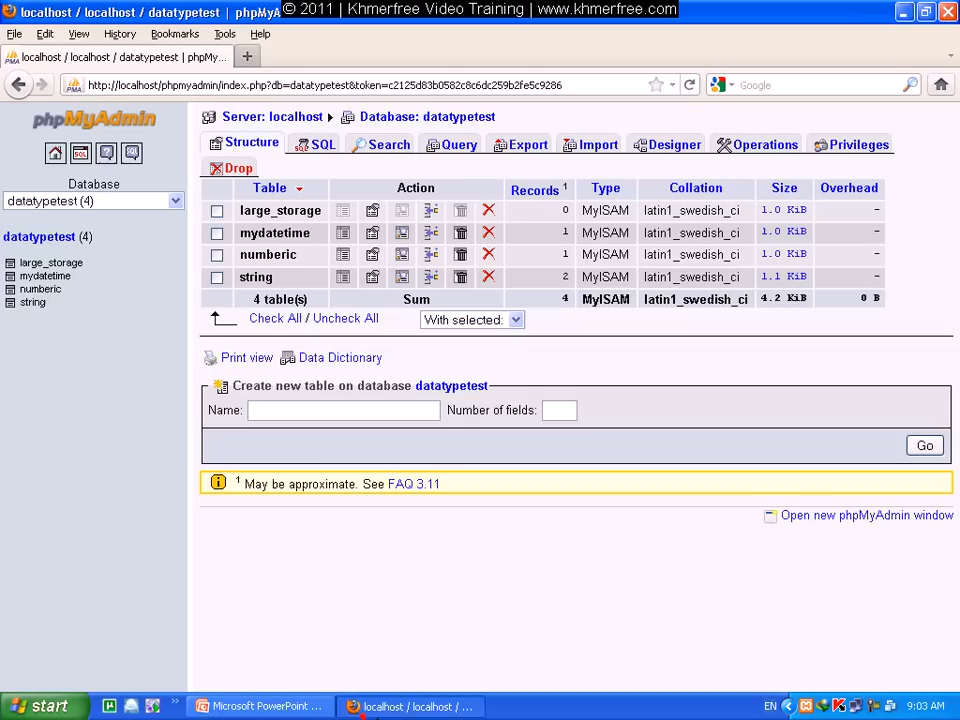 localhost / localhost / datatypetest | phpMyA
© 2011 | Khmerfree Video Training | www.khmerfree.com
File Edit View History Bookmarks Tools Help
localhost / localhost / datatypetest | phpMy...
http://localhost/phpmyadmin/index.php?db=datatypetest&token=c2125d83b0582c8c6dc259b2fe5c9286
Google
phpMyAdmin
Server: localhost Database: datatypetest
Structure SQL Search Query Export Import Designer Operations Privileges
Drop
Database
datatypetest (4)
datatypetest (4)
large_storage
mydatetime
numberic
string
Table Action Records 1 Type Collation Size Overhead
large_storage 0 MyISAM latin1_swedish_ci 1.0 KiB -
mydatetime 1 MyISAM latin1_swedish_ci 1.0 KiB -
numberic 1 MyISAM latin1_swedish_ci 1.0 KiB -
string 2 MyISAM latin1_swedish_ci 1.1 KiB -
4 table(s) Sum 4 MyISAM latin1_swedish_ci 4.2 KiB 0 B
Check All / Uncheck All With selected:
Print view Data Dictionary
Create new table on database datatypetest
Name: Number of fields:
Go
1 May be approximate. See FAQ 3.11
Open new phpMyAdmin window
start Microsoft PowerPoint ... localhost / localhost / ... EN 9:03 AM